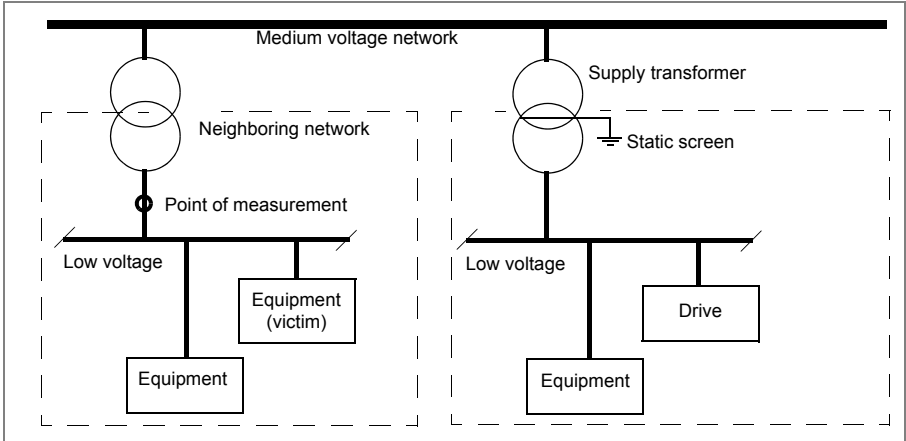 Medium voltage network
Supply transformer
Neighboring network
Static screen
Point of measurement
Low voltage
Low voltage
Equipment
(victim)
Drive
Equipment
Equipment